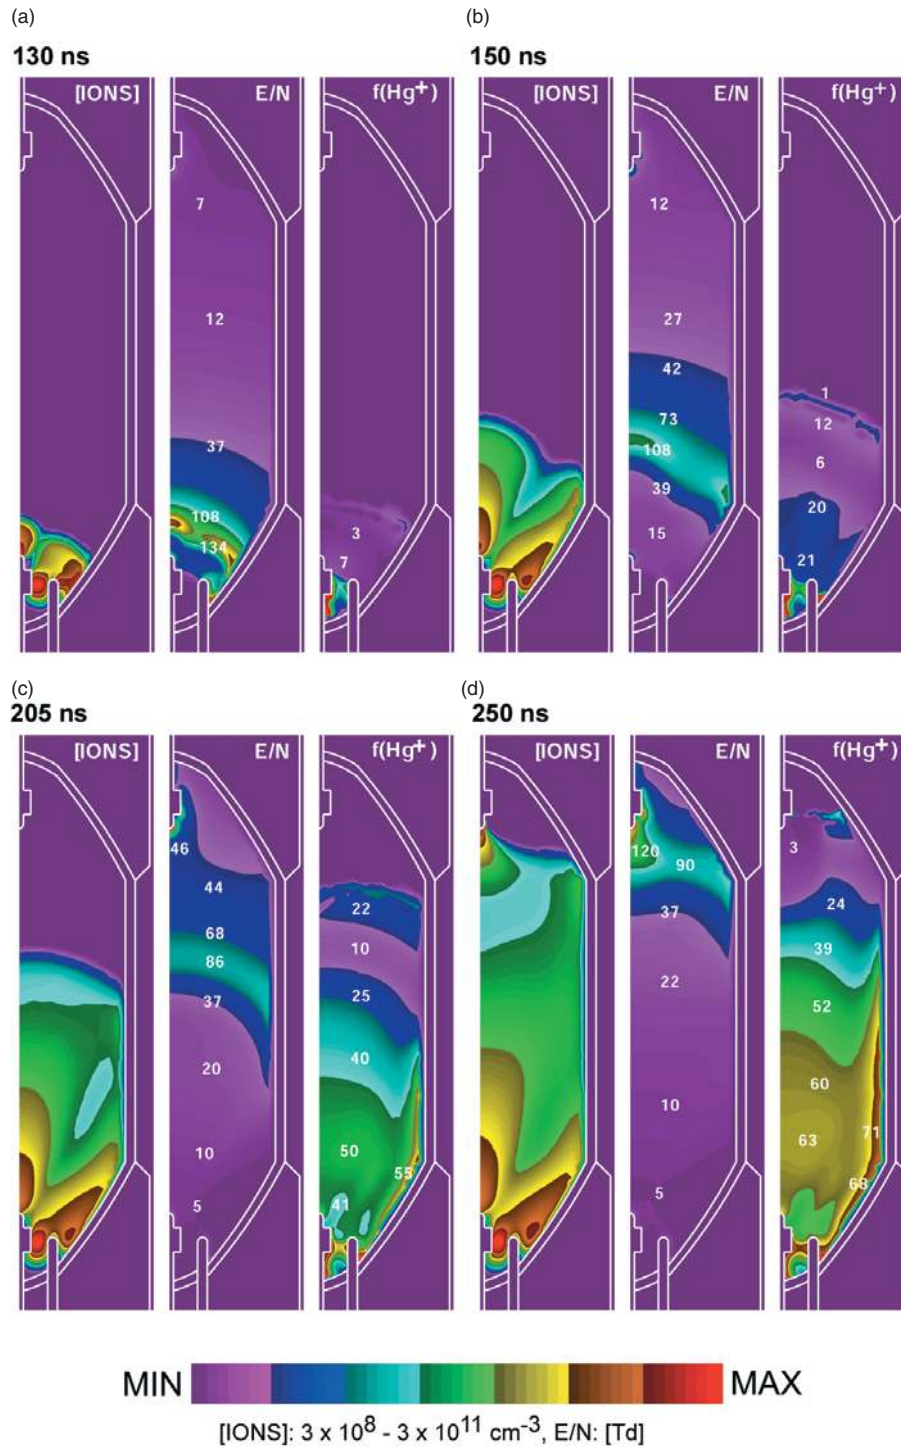 (a)
130 ns
[IONS]
E/N
f(Hg+)
7
12
37
108
134
3
7
(b)
150 ns
[IONS]
E/N
f(Hg+)
12
27
42
73
108
39
15
1
12
6
20
21
(c)
205 ns
[IONS]
E/N
f(Hg+)
46
44
68
86
37
20
10
5
22
10
25
40
50
55
41
(d)
250 ns
[IONS]
E/N
f(Hg+)
120
90
37
22
10
5
3
24
39
52
60
63
71
68
MIN
MAX
[IONS]: 3 x 10⁸ - 3 x 10¹¹ cm⁻³, E/N: [Td]